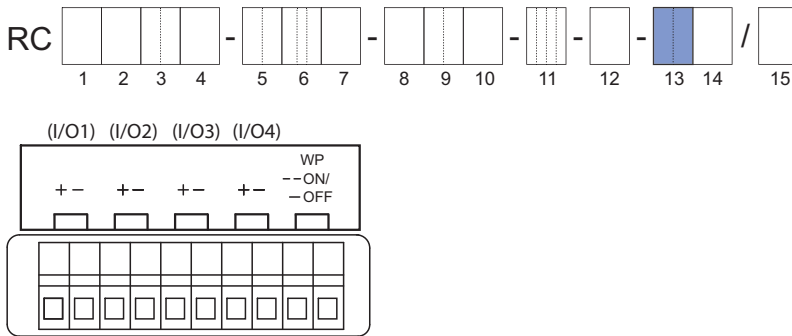 RC - - - - - /
1 2 3 4 5 6 7 8 9 10 11 12 13 14 15
(I/O1) (I/O2) (I/O3) (I/O4)
WP
--ON/
+- +- +- +-
-OFF